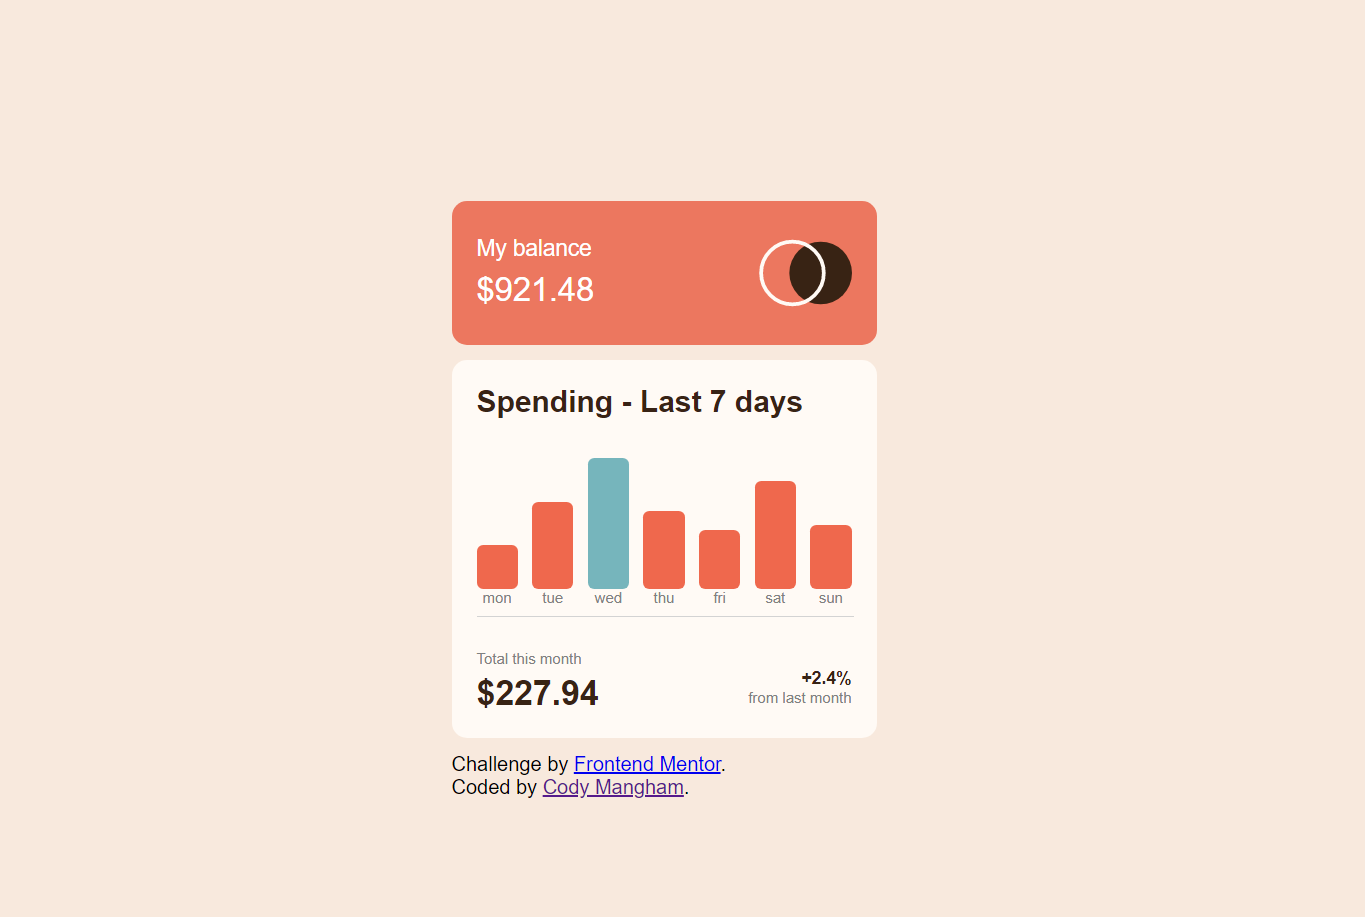 My balance
$921.48
Spending - Last 7 days
mon tue wed thu fri sat sun
Total this month
$227.94
+2.4%
from last month
Challenge by Frontend Mentor.
Coded by Cody Mangham.